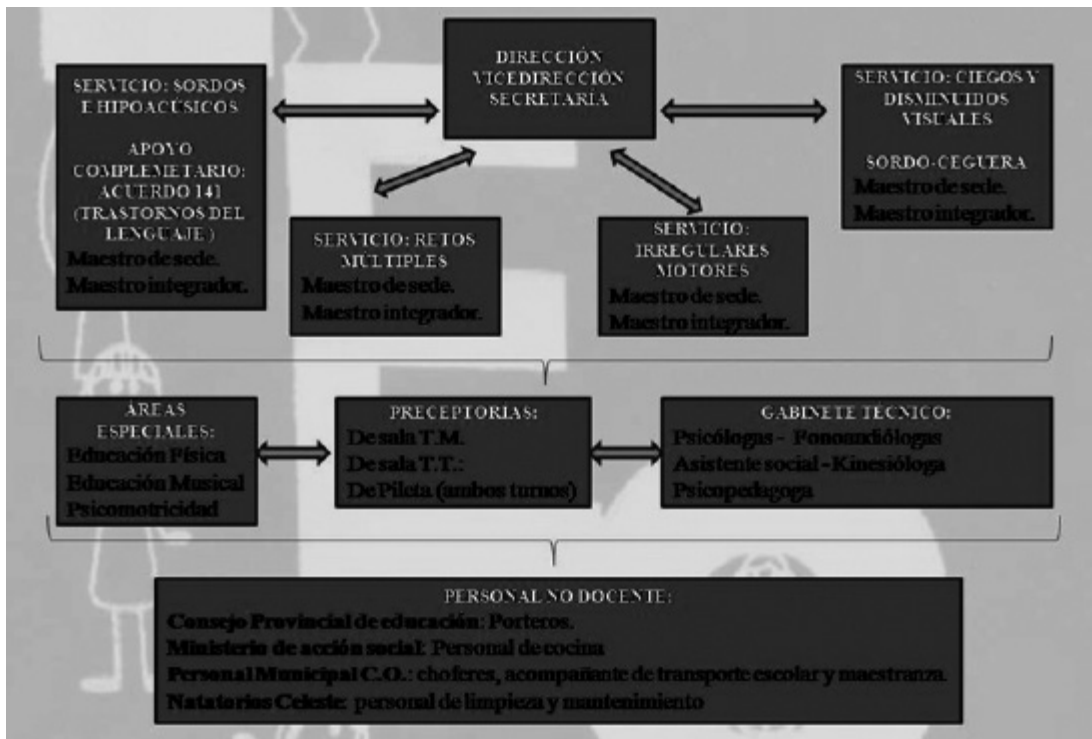 DIRECCIÓN
VICEDIRECCIÓN
SECRETARÍA
SERVICIO: SORDOS
E HIPOACÚSICOS
APOYO
COMPLEMETARIO:
ACUERDO 141
(TRASTORNOS DEL
LENGUAJE)
Maestro de sede.
Maestro integrador.
SERVICIO: RETOS
MÚLTIPLES
Maestro de sede.
Maestro integrador.
SERVICIO:
IRREGULARES
MOTORES
Maestro de sede.
Maestro integrador.
SERVICIO: CIEGOS Y
DISMINUIDOS
VISUALES
SORDO-CEGUERA
Maestro de sede.
Maestro integrador.
ÁREAS
ESPECIALES:
Educación Física
Educación Musical
Psicomotricidad
PRECEPTORÍAS:
De sala T.M.
De sala T.T.:
De Pileta (ambos turnos)
GABINETE TÉCNICO:
Psicólogas - Fonoaudiólogas
Asistente social - Kinesióloga
Psicopedagoga
PERSONAL NO DOCENTE:
Consejo Provincial de educación: Porteros.
Ministerio de acción social: Personal de cocina
Personal Municipal C.O.: choferes, acompañante de transporte escolar y maestranza.
Natatorios Celeste: personal de limpieza y mantenimiento